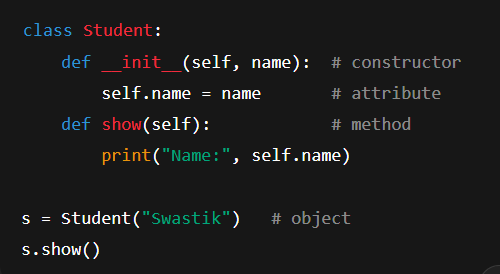 class Student:
    def __init__(self, name):  # constructor
        self.name = name       # attribute
    def show(self):            # method
        print("Name:", self.name)

s = Student("Swastik")   # object
s.show()